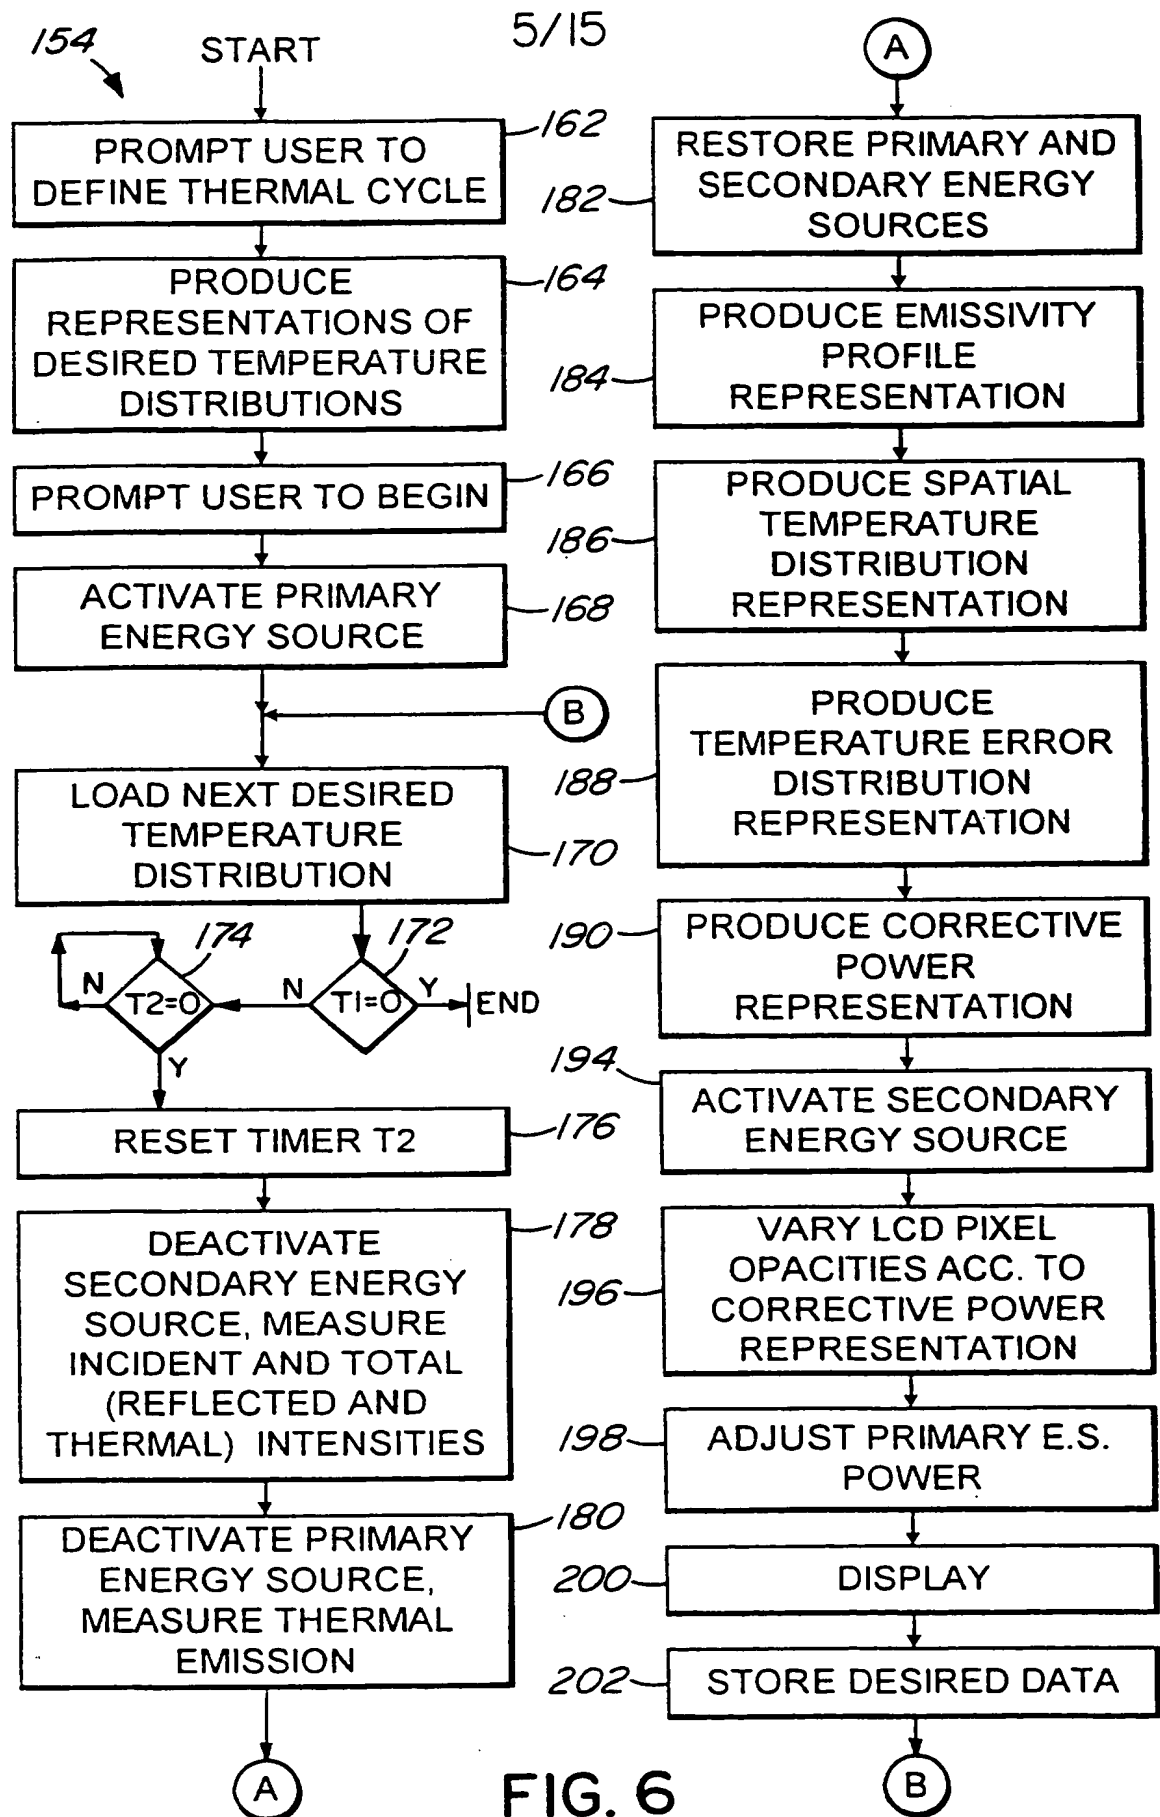 5/15
154
START
162
PROMPT USER TO
DEFINE THERMAL CYCLE
164
PRODUCE
REPRESENTATIONS OF
DESIRED TEMPERATURE
DISTRIBUTIONS
166
PROMPT USER TO BEGIN
168
ACTIVATE PRIMARY
ENERGY SOURCE
B
LOAD NEXT DESIRED
TEMPERATURE
DISTRIBUTION
170
174
172
N
T2=0
N
T1=0
Y
END
Y
RESET TIMER T2
176
178
DEACTIVATE
SECONDARY ENERGY
SOURCE, MEASURE
INCIDENT AND TOTAL
(REFLECTED AND
THERMAL) INTENSITIES
180
DEACTIVATE PRIMARY
ENERGY SOURCE,
MEASURE THERMAL
EMISSION
A
A
RESTORE PRIMARY AND
SECONDARY ENERGY
SOURCES
182
PRODUCE EMISSIVITY
PROFILE
REPRESENTATION
184
PRODUCE SPATIAL
TEMPERATURE
DISTRIBUTION
REPRESENTATION
186
PRODUCE
TEMPERATURE ERROR
DISTRIBUTION
REPRESENTATION
188
190
PRODUCE CORRECTIVE
POWER
REPRESENTATION
194
ACTIVATE SECONDARY
ENERGY SOURCE
VARY LCD PIXEL
OPACITIES ACC. TO
CORRECTIVE POWER
REPRESENTATION
196
198
ADJUST PRIMARY E.S.
POWER
200
DISPLAY
202
STORE DESIRED DATA
B
FIG. 6